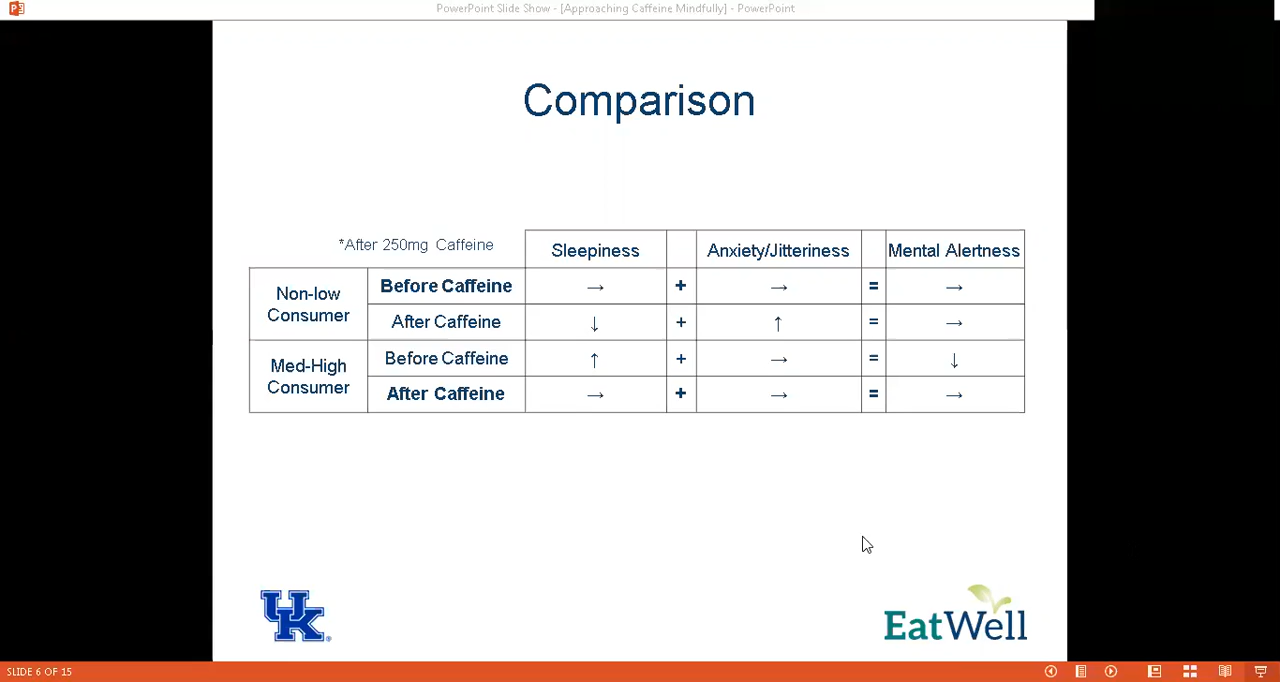 PowerPoint Slide Show - [Approaching Caffeine Mindfully] - PowerPoint
Comparison
*After 250mg Caffeine Sleepiness Anxiety/Jitteriness Mental Alertness
Non-low Consumer
Before Caffeine → + → = →
After Caffeine ↓ + ↑ = →
Med-High Consumer
Before Caffeine ↑ + → = ↓
After Caffeine → + → = →
UK®
EatWell
SLIDE 6 OF 15